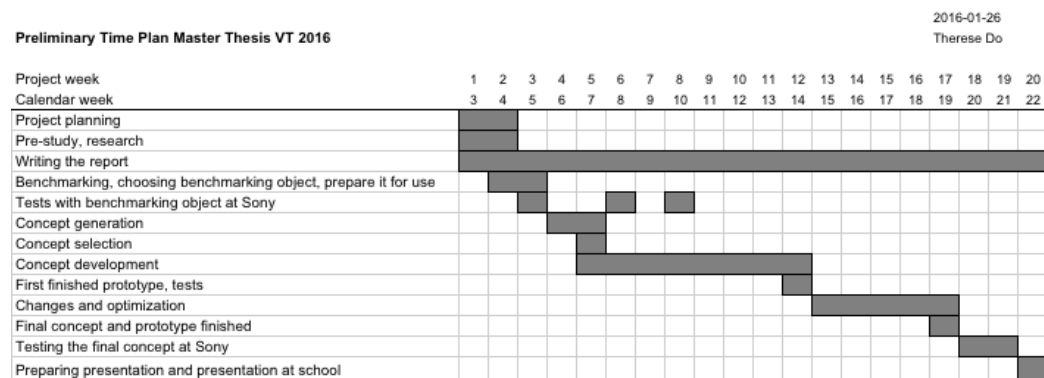 2016-01-26
Preliminary Time Plan Master Thesis VT 2016 Therese Do
Project week 1 2 3 4 5 6 7 8 9 10 11 12 13 14 15 16 17 18 19 20
Calendar week 3 4 5 6 7 8 9 10 11 12 13 14 15 16 17 18 19 20 21 22
Project planning
Pre-study, research
Writing the report
Benchmarking, choosing benchmarking object, prepare it for use
Tests with benchmarking object at Sony
Concept generation
Concept selection
Concept development
First finished prototype, tests
Changes and optimization
Final concept and prototype finished
Testing the final concept at Sony
Preparing presentation and presentation at school